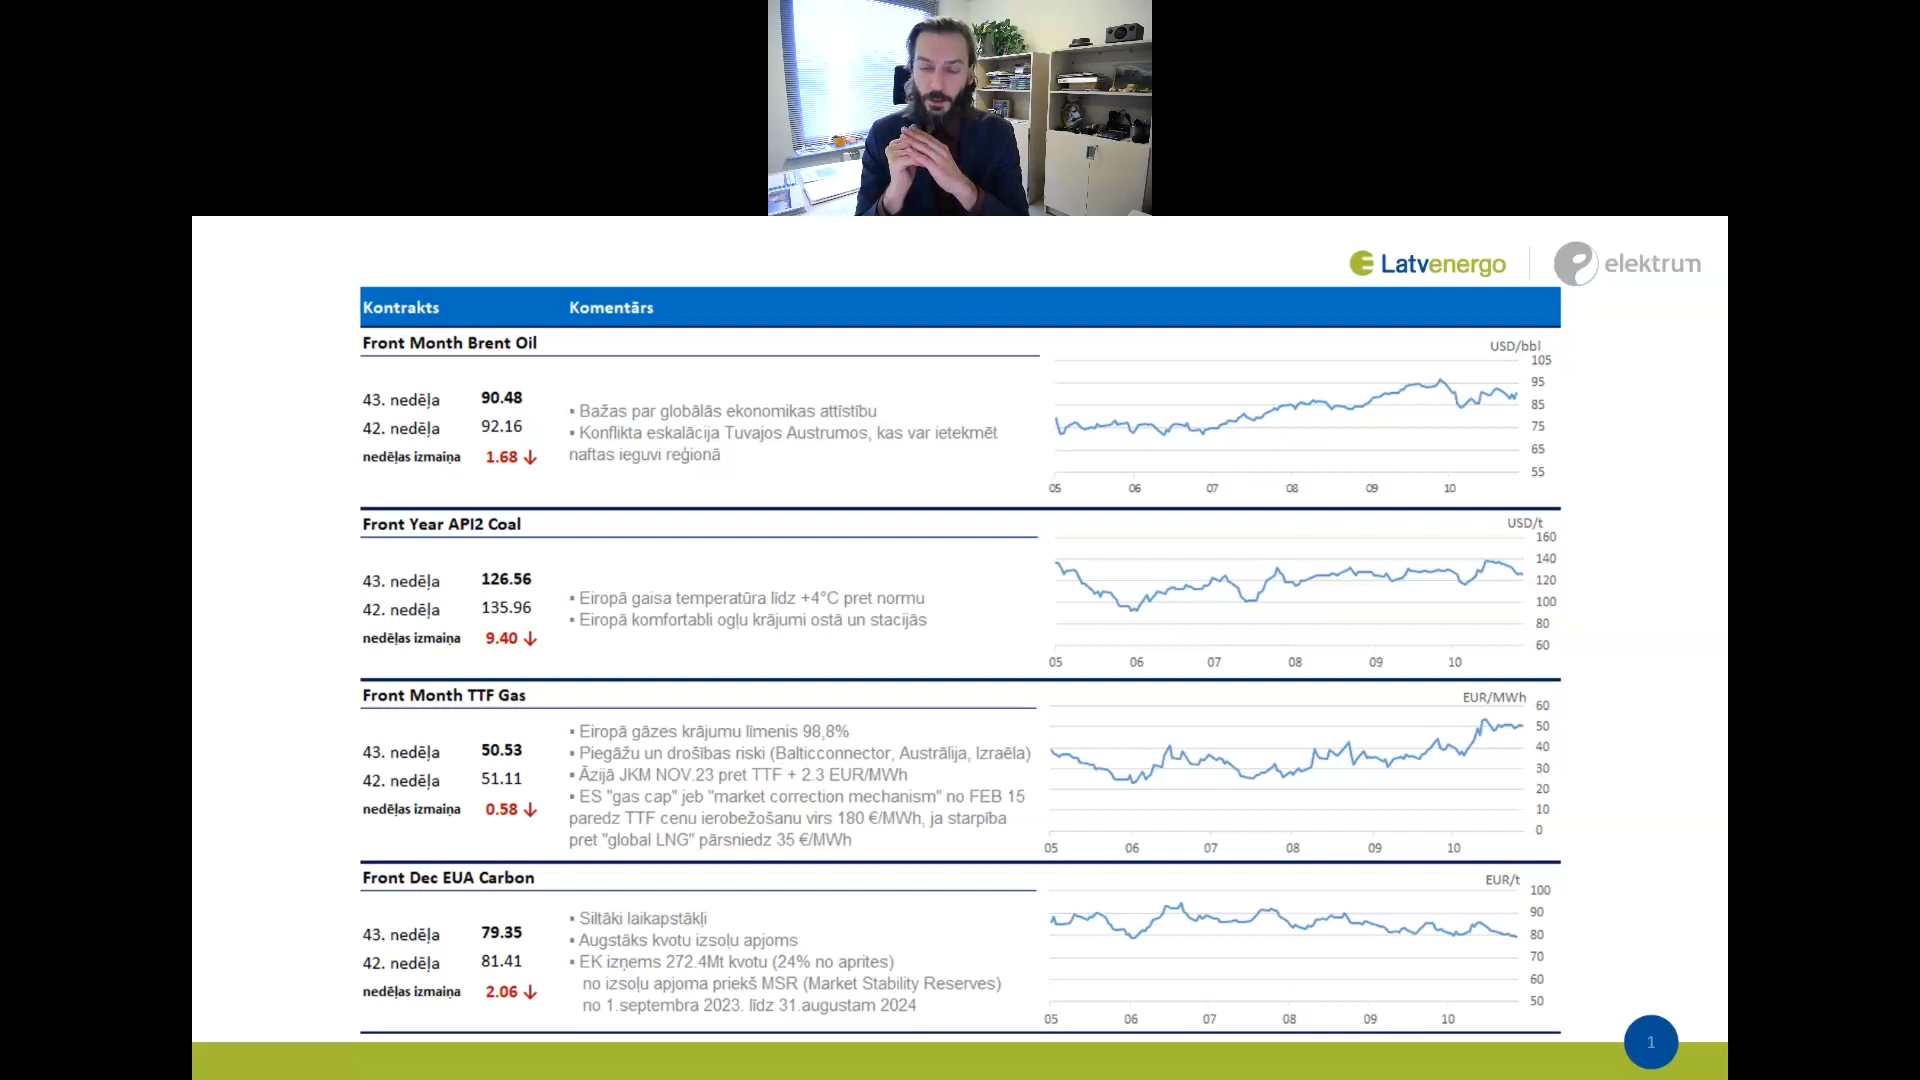 Latvenergo
elektrum
Kontrakts Komentārs
Front Month Brent Oil
43. nedēļa 90.48
42. nedēļa 92.16
nedēļas izmaiņa 1.68 ↓
▪ Bažas par globālās ekonomikas attīstību
▪ Konflikta eskalācija Tuvajos Austrumos, kas var ietekmēt
naftas ieguvi reģionā
USD/bbl
105
95
85
75
65
55
05 06 07 08 09 10
Front Year API2 Coal
43. nedēļa 126.56
42. nedēļa 135.96
nedēļas izmaiņa 9.40 ↓
▪ Eiropā gaisa temperatūra līdz +4°C pret normu
▪ Eiropā komfortabli ogļu krājumi ostā un stacijās
USD/t
160
140
120
100
80
60
05 06 07 08 09 10
Front Month TTF Gas
43. nedēļa 50.53
42. nedēļa 51.11
nedēļas izmaiņa 0.58 ↓
▪ Eiropā gāzes krājumu līmenis 98,8%
▪ Piegāžu un drošības riski (Balticconnector, Austrālija, Izraēla)
▪ Āzijā JKM NOV.23 pret TTF + 2.3 EUR/MWh
▪ ES "gas cap" jeb "market correction mechanism" no FEB 15
paredz TTF cenu ierobežošanu virs 180 €/MWh, ja starpība
pret "global LNG" pārsniedz 35 €/MWh
EUR/MWh
60
50
40
30
20
10
0
05 06 07 08 09 10
Front Dec EUA Carbon
43. nedēļa 79.35
42. nedēļa 81.41
nedēļas izmaiņa 2.06 ↓
▪ Siltāki laikapstākļi
▪ Augstāks kvotu izsoļu apjoms
▪ EK izņems 272.4Mt kvotu (24% no aprites)
no izsoļu apjoma priekš MSR (Market Stability Reserves)
no 1.septembra 2023. līdz 31.augustam 2024
EUR/t
100
90
80
70
60
50
05 06 07 08 09 10
1